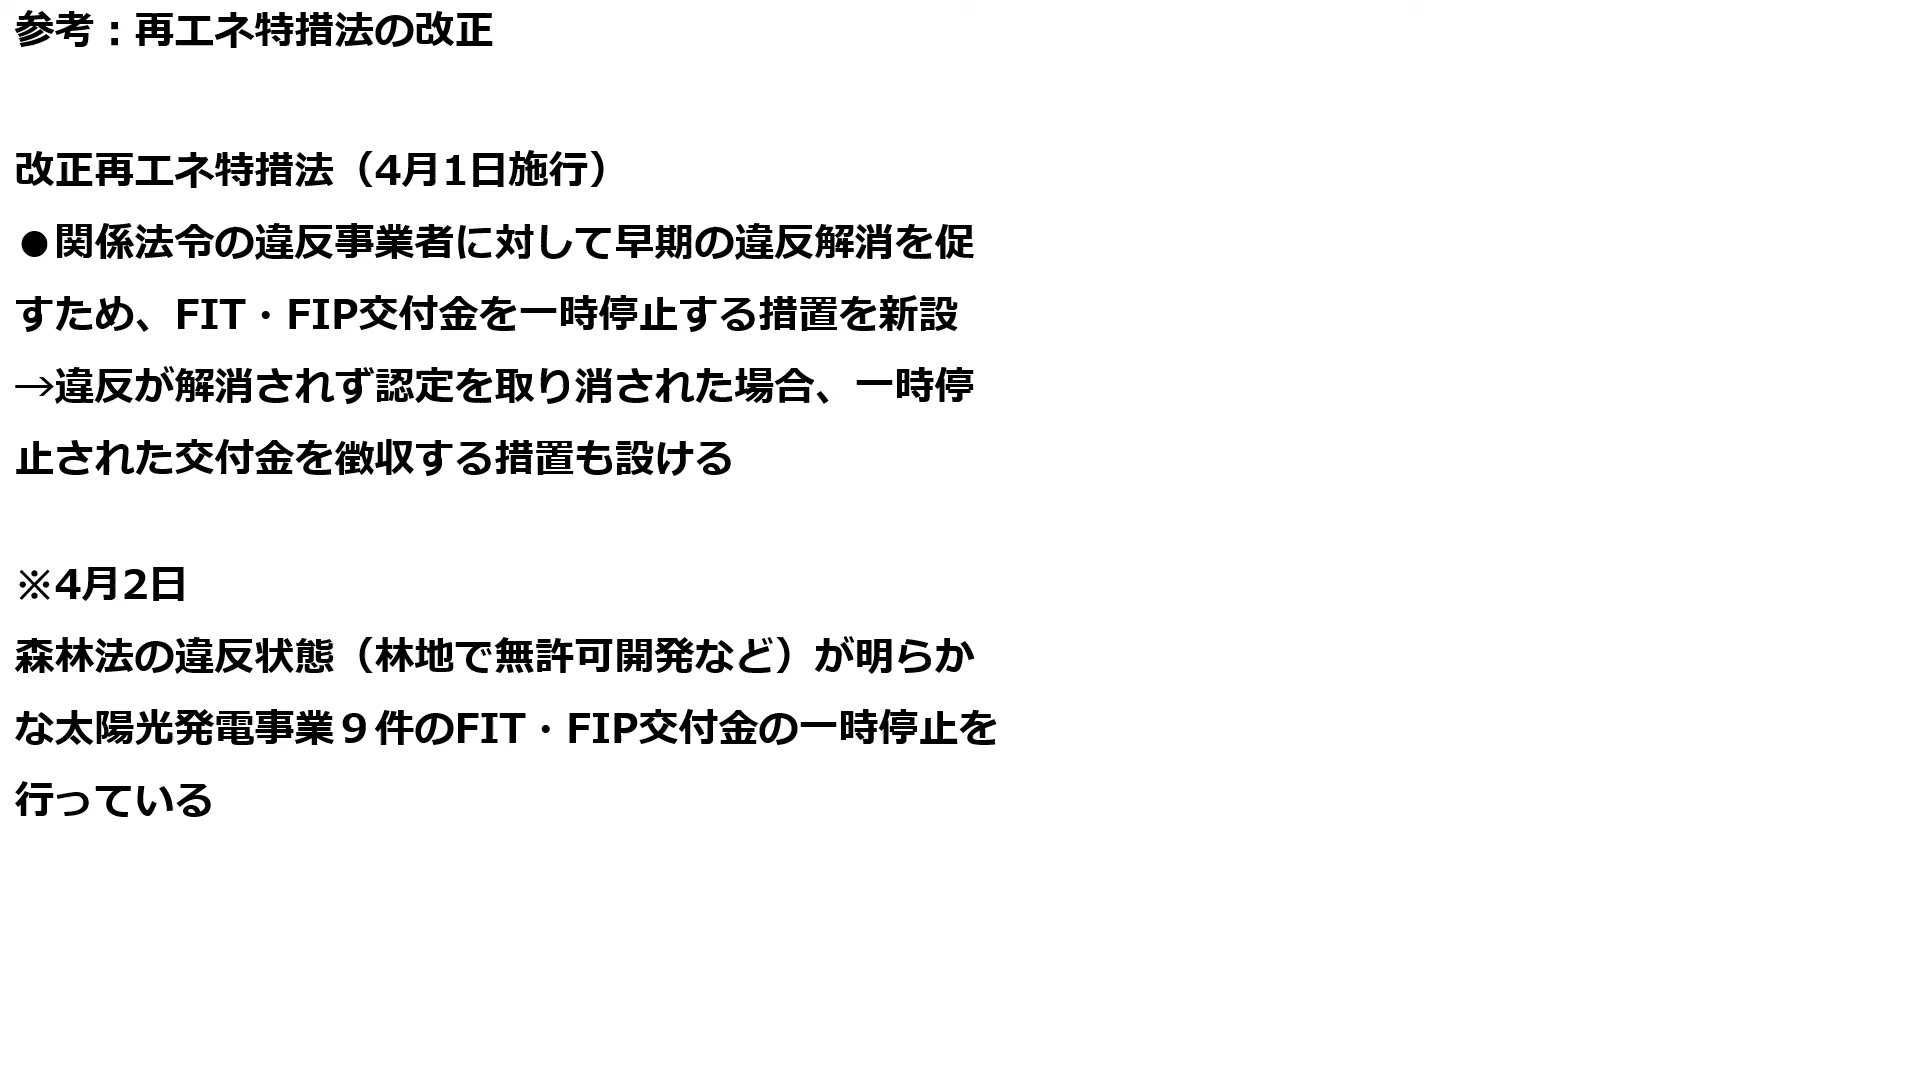 参考：再エネ特措法の改正
改正再エネ特措法（4月1日施行）
●関係法令の違反事業者に対して早期の違反解消を促
すため、FIT・FIP交付金を一時停止する措置を新設
→違反が解消されず認定を取り消された場合、一時停
止された交付金を徴収する措置も設ける
※4月2日
森林法の違反状態（林地で無許可開発など）が明らか
な太陽光発電事業９件のFIT・FIP交付金の一時停止を
行っている